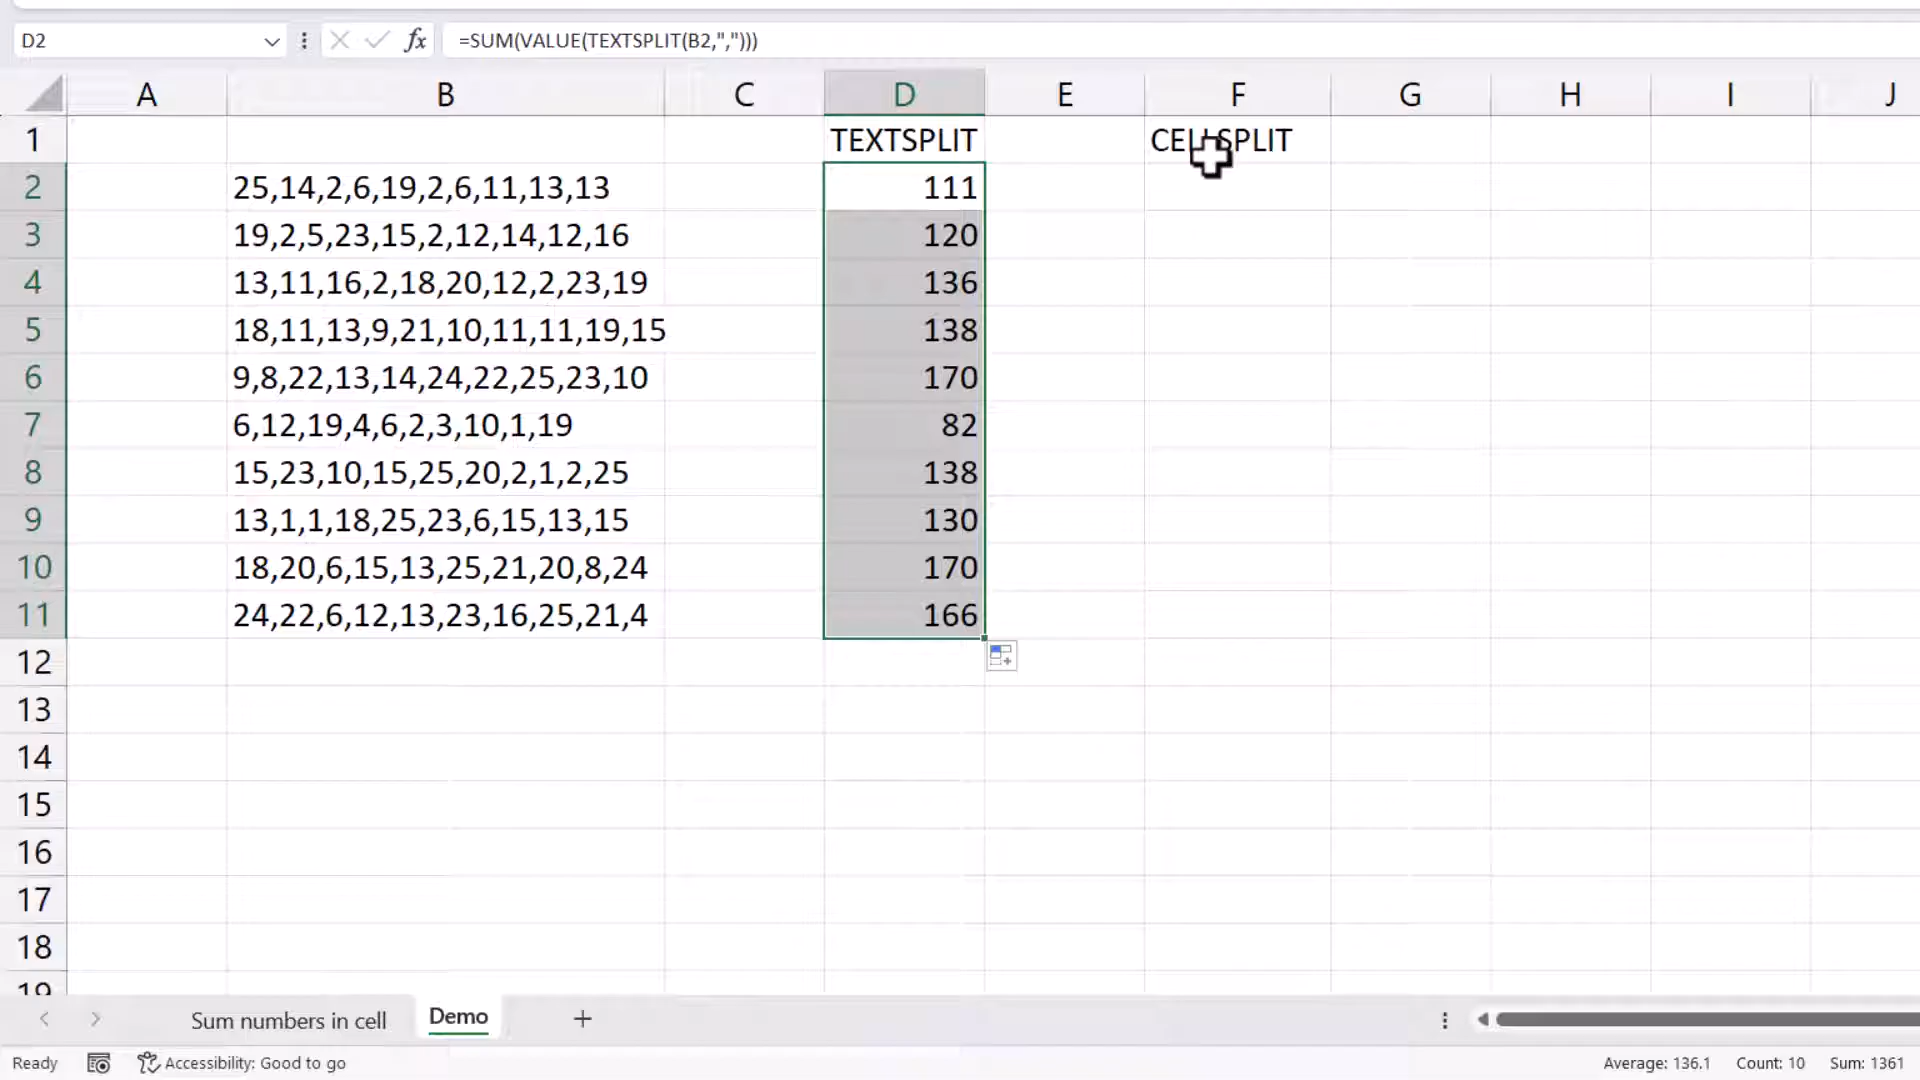 D2 fx =SUM(VALUE(TEXTSPLIT(B2,",")))
A B C D E F G H I J
1 TEXTSPLIT CELLSPLIT
2 25,14,2,6,19,2,6,11,13,13 111
3 19,2,5,23,15,2,12,14,12,16 120
4 13,11,16,2,18,20,12,2,23,19 136
5 18,11,13,9,21,10,11,11,19,15 138
6 9,8,22,13,14,24,22,25,23,10 170
7 6,12,19,4,6,2,3,10,1,19 82
8 15,23,10,15,25,20,2,1,2,25 138
9 13,1,1,18,25,23,6,15,13,15 130
10 18,20,6,15,13,25,21,20,8,24 170
11 24,22,6,12,13,23,16,25,21,4 166
12
13
14
15
16
17
18
19
Sum numbers in cell Demo +
Ready Accessibility: Good to go Average: 136.1 Count: 10 Sum: 1361